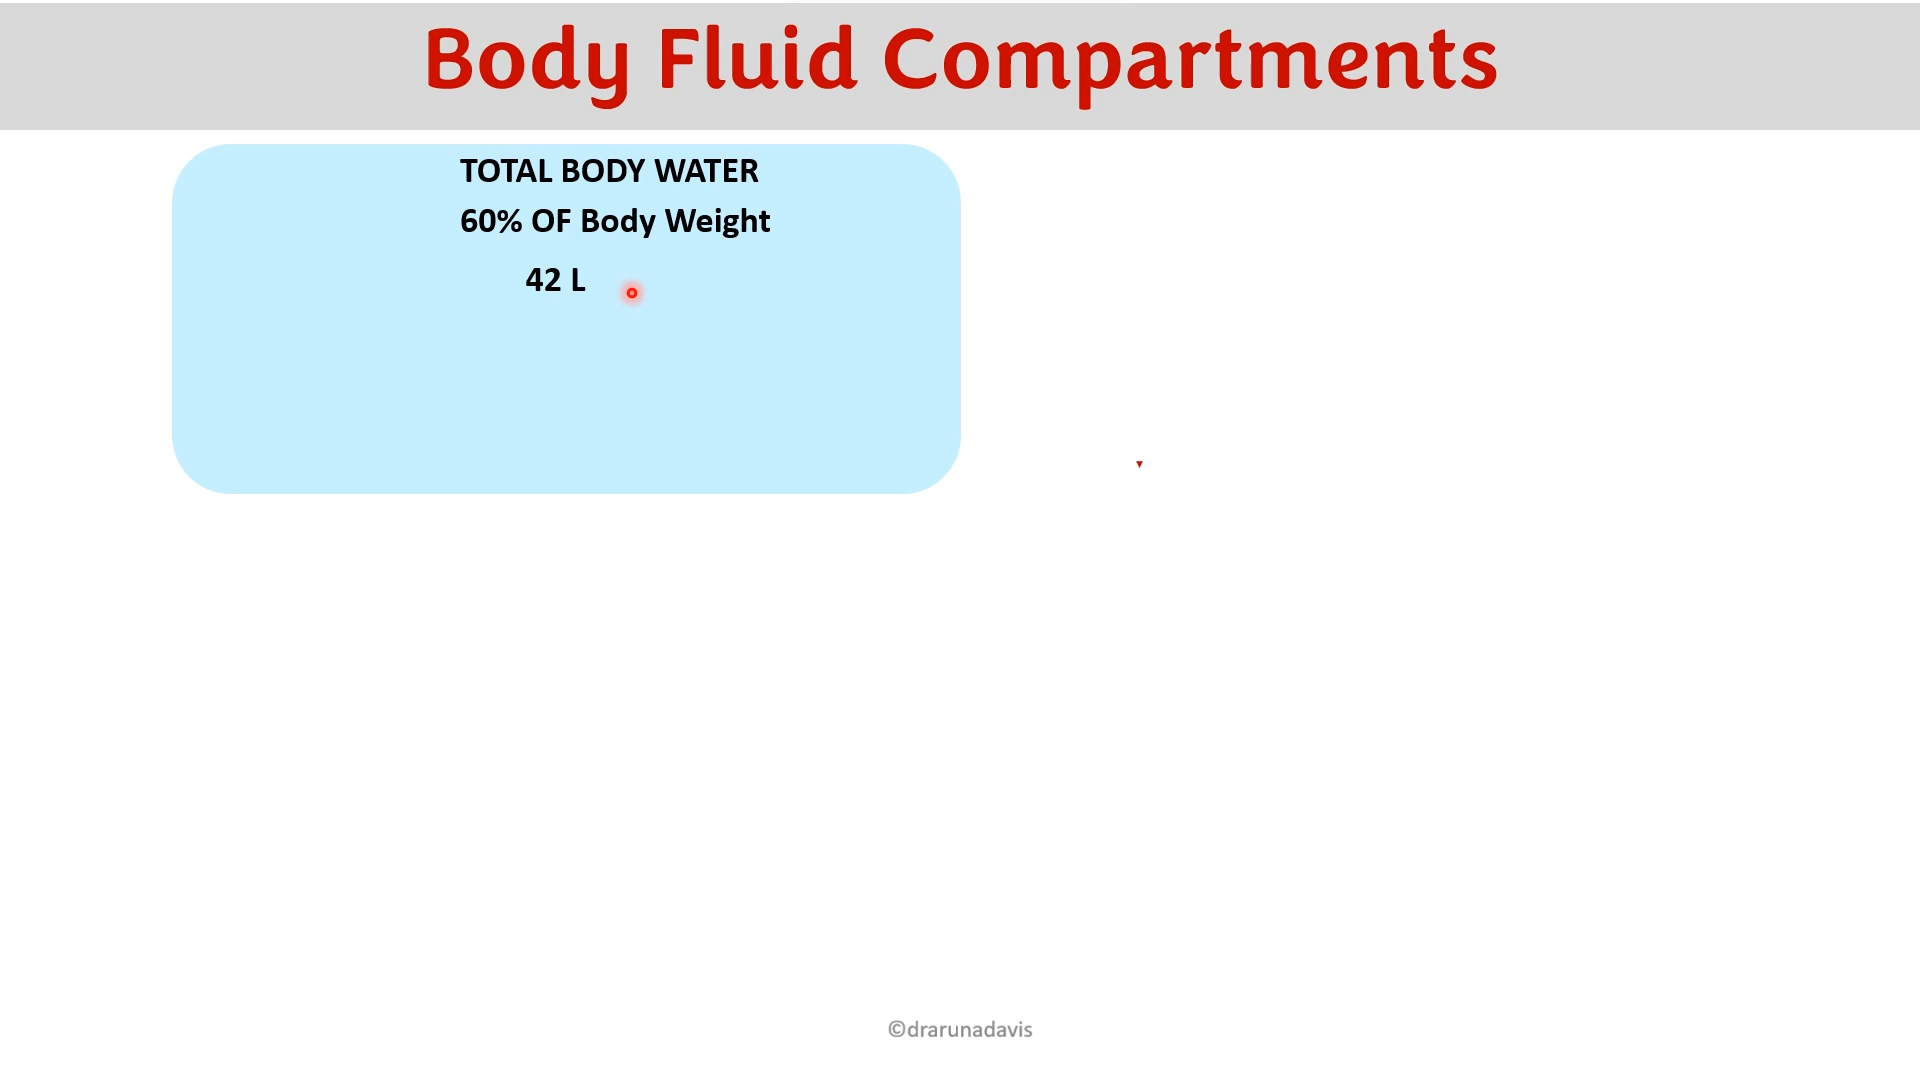 Body Fluid Compartments
TOTAL BODY WATER
60% OF Body Weight
42 L
©drarunadavis